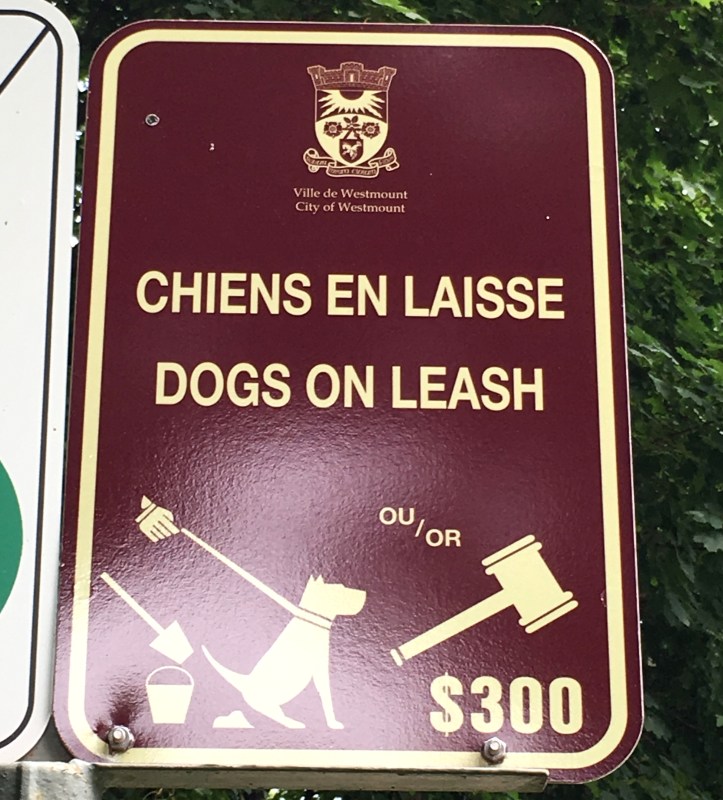 Ville de Westmount
City of Westmount
CHIENS EN LAISSE
DOGS ON LEASH
OU/OR
$300